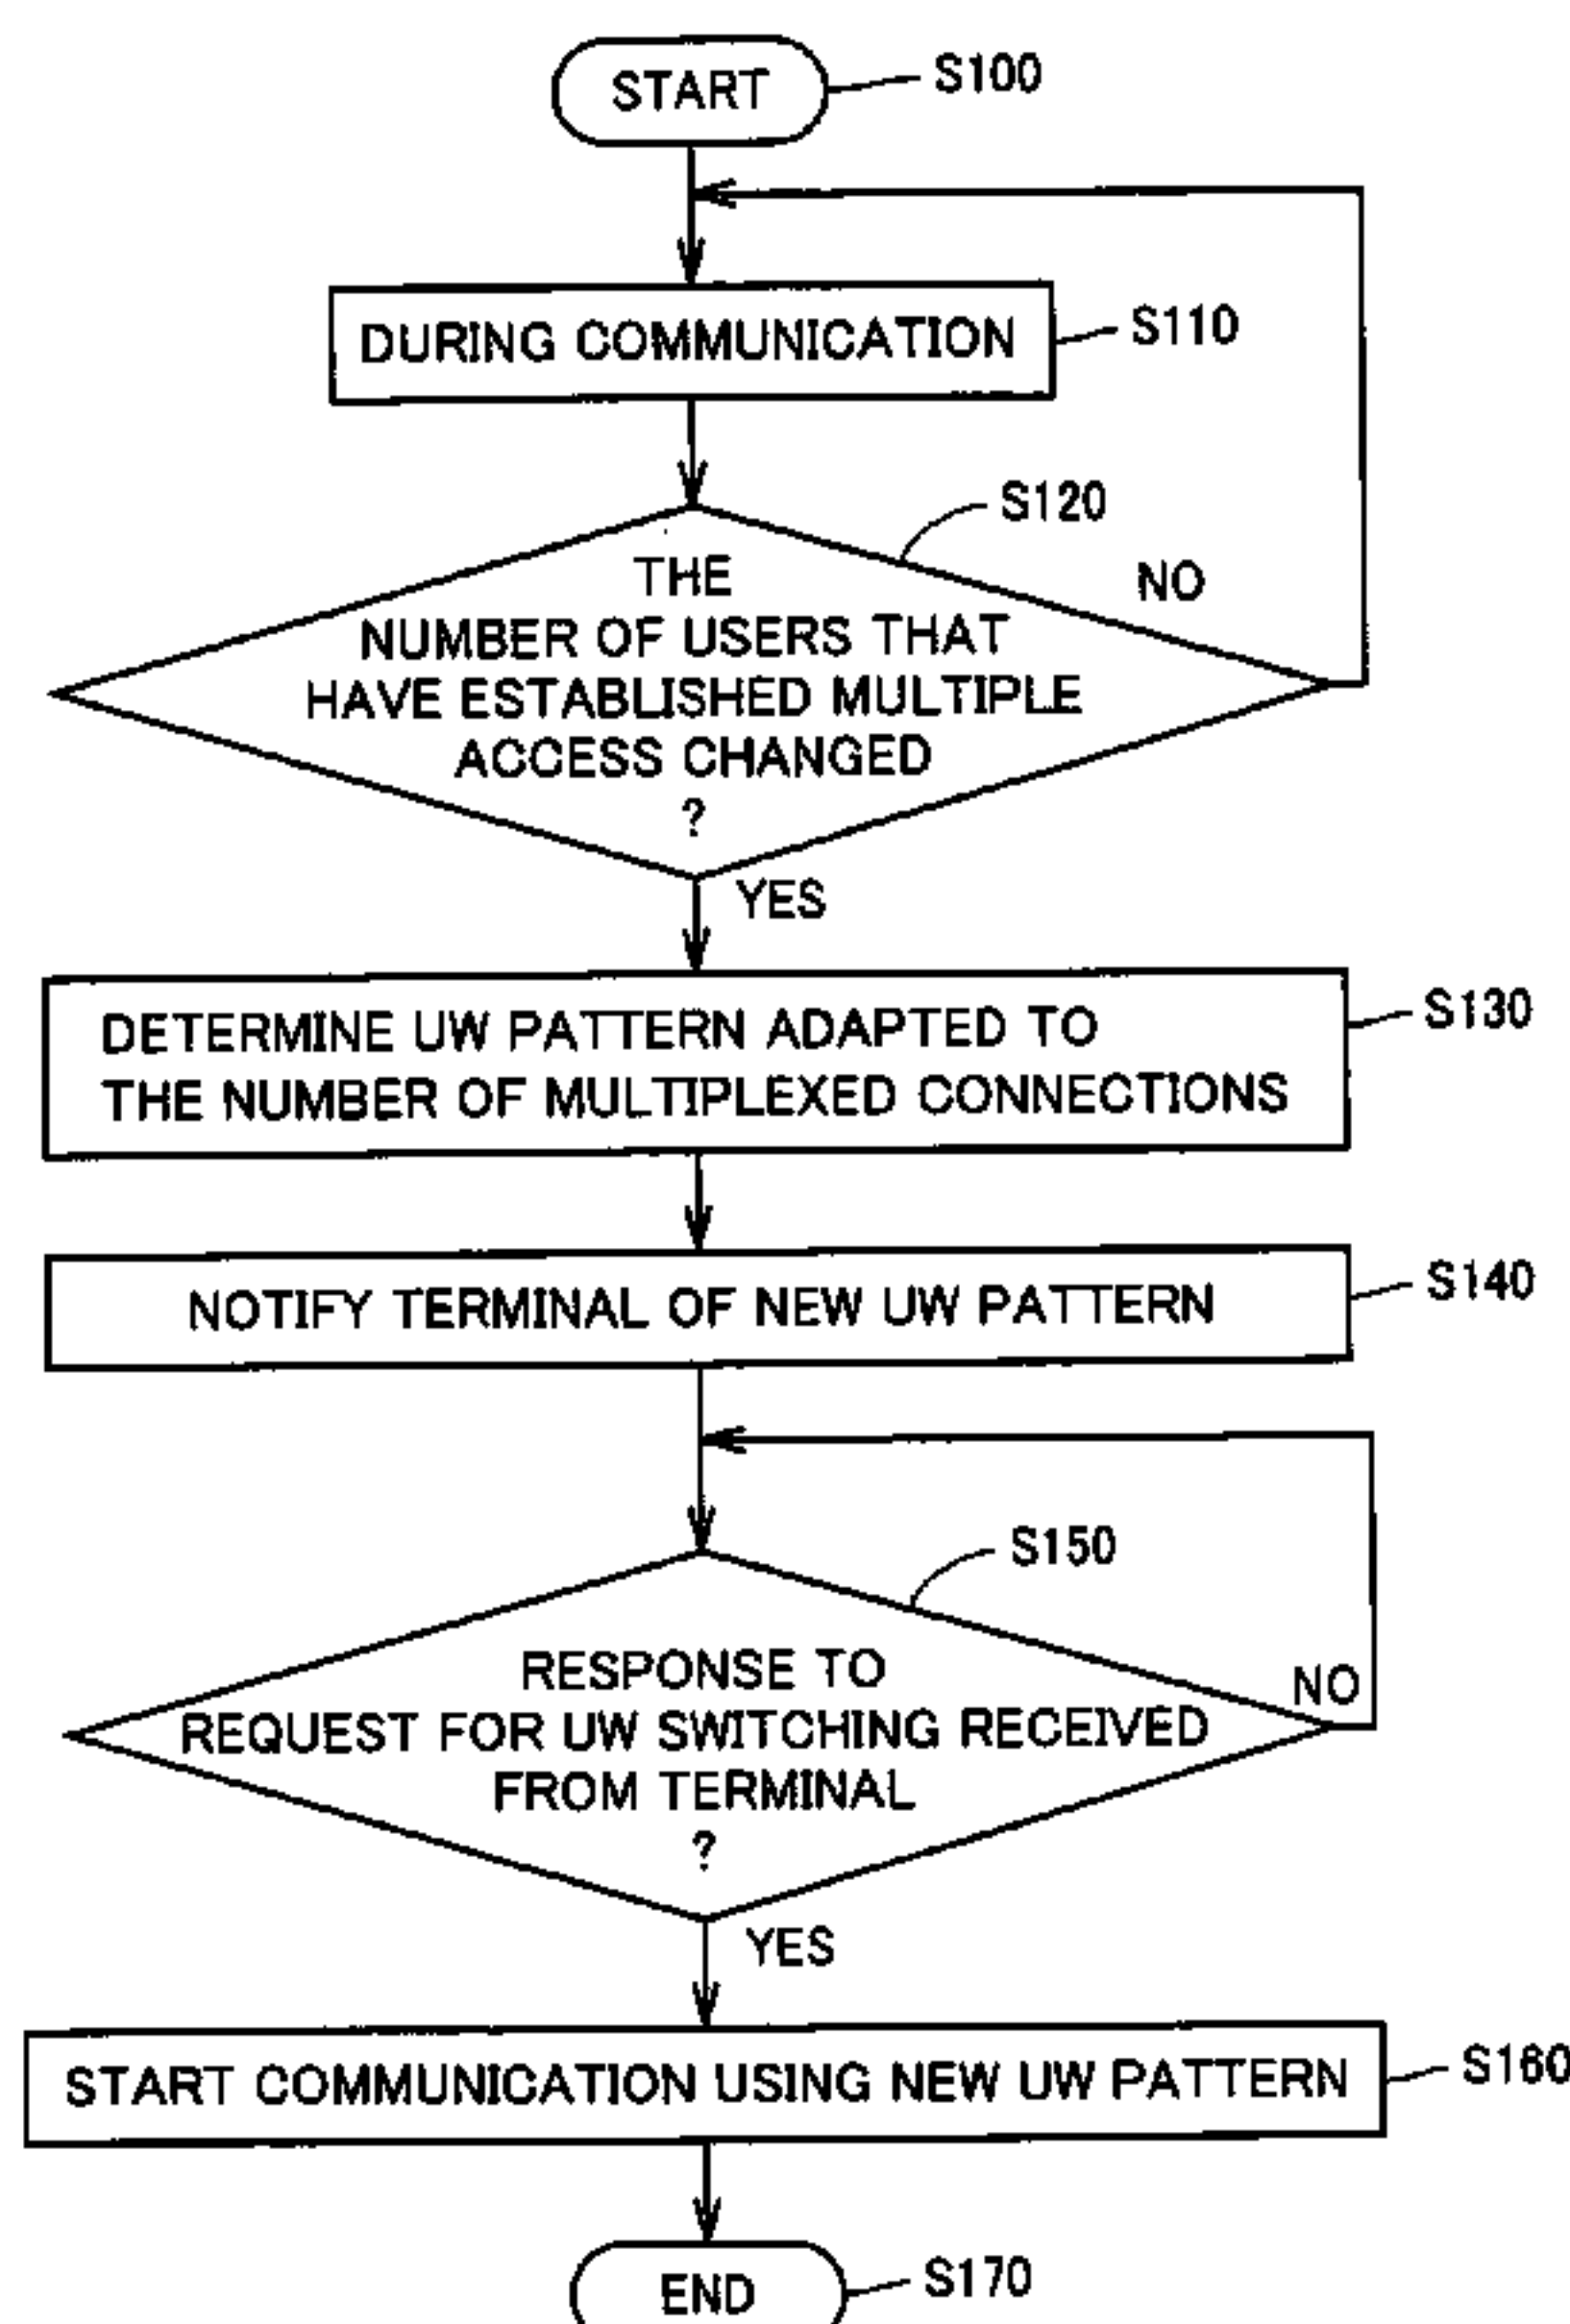 START
S100
DURING COMMUNICATION
S110
S120
THE
NUMBER OF USERS THAT
HAVE ESTABLISHED MULTIPLE
ACCESS CHANGED
?
NO
YES
DETERMINE UW PATTERN ADAPTED TO
THE NUMBER OF MULTIPLEXED CONNECTIONS
S130
NOTIFY TERMINAL OF NEW UW PATTERN
S140
S150
RESPONSE TO
REQUEST FOR UW SWITCHING RECEIVED
FROM TERMINAL
?
NO
YES
START COMMUNICATION USING NEW UW PATTERN
S160
END
S170